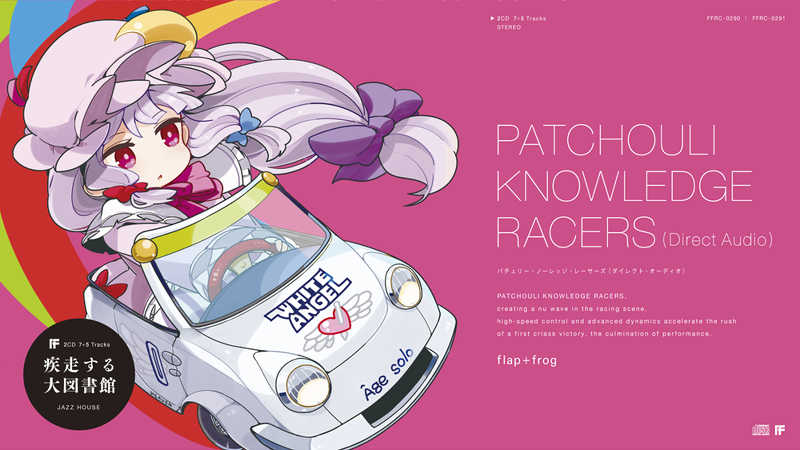 ▶ 2CD 7+5 Tracks
STEREO
FFRC-0290 | FFRC-0291
PATCHOULI
KNOWLEDGE
RACERS (Direct Audio)
パチュリー・ノーレッジ・レーサーズ(ダイレクト・オーディオ)
PATCHOULI KNOWLEDGE RACERS.
creating a nu wave in the racing scene.
high-speed control and advanced dynamics accelerate the rush
of a first criass victory. the culmination of performance.
flap+frog
WHITE
ANGEL
Âge solo
FF 2CD 7+5 Tracks
疾走する
大図書館
JAZZ HOUSE
FF